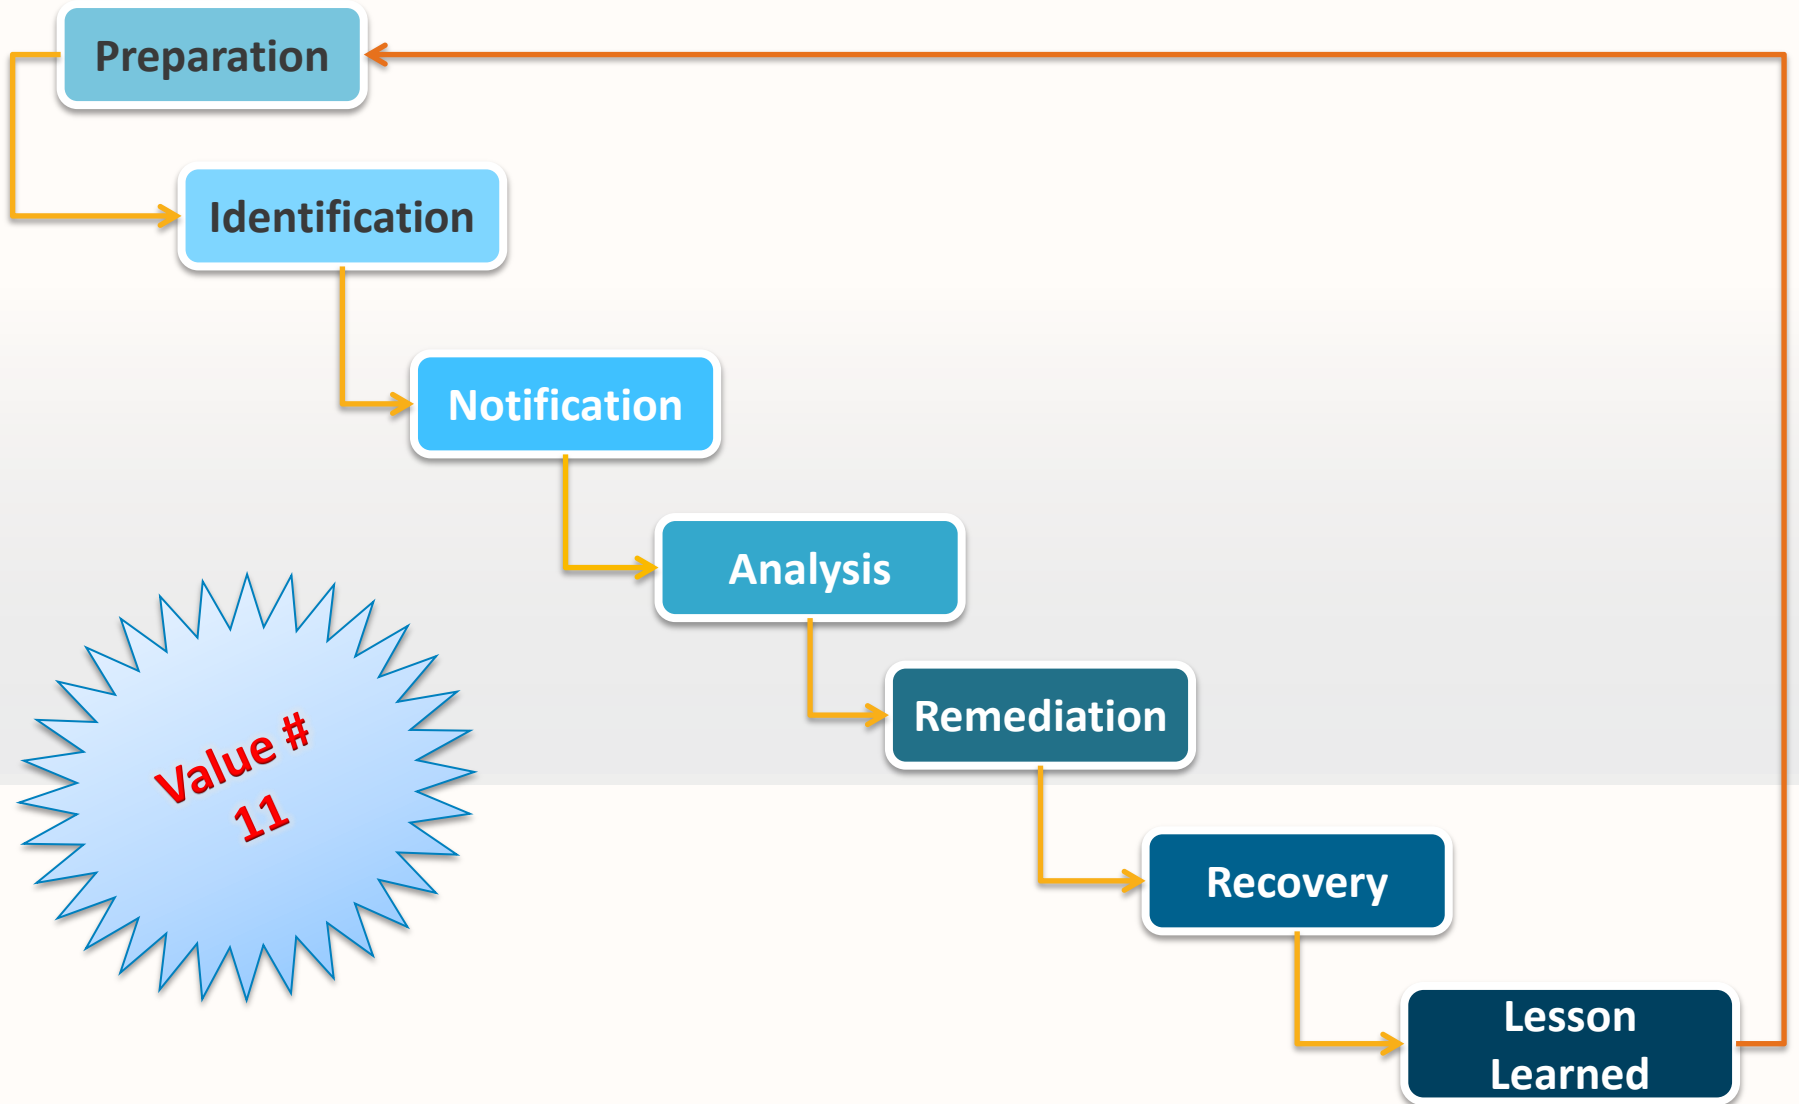 Preparation
Identification
Notification
Analysis
Remediation
Value #
11
Recovery
Lesson
Learned